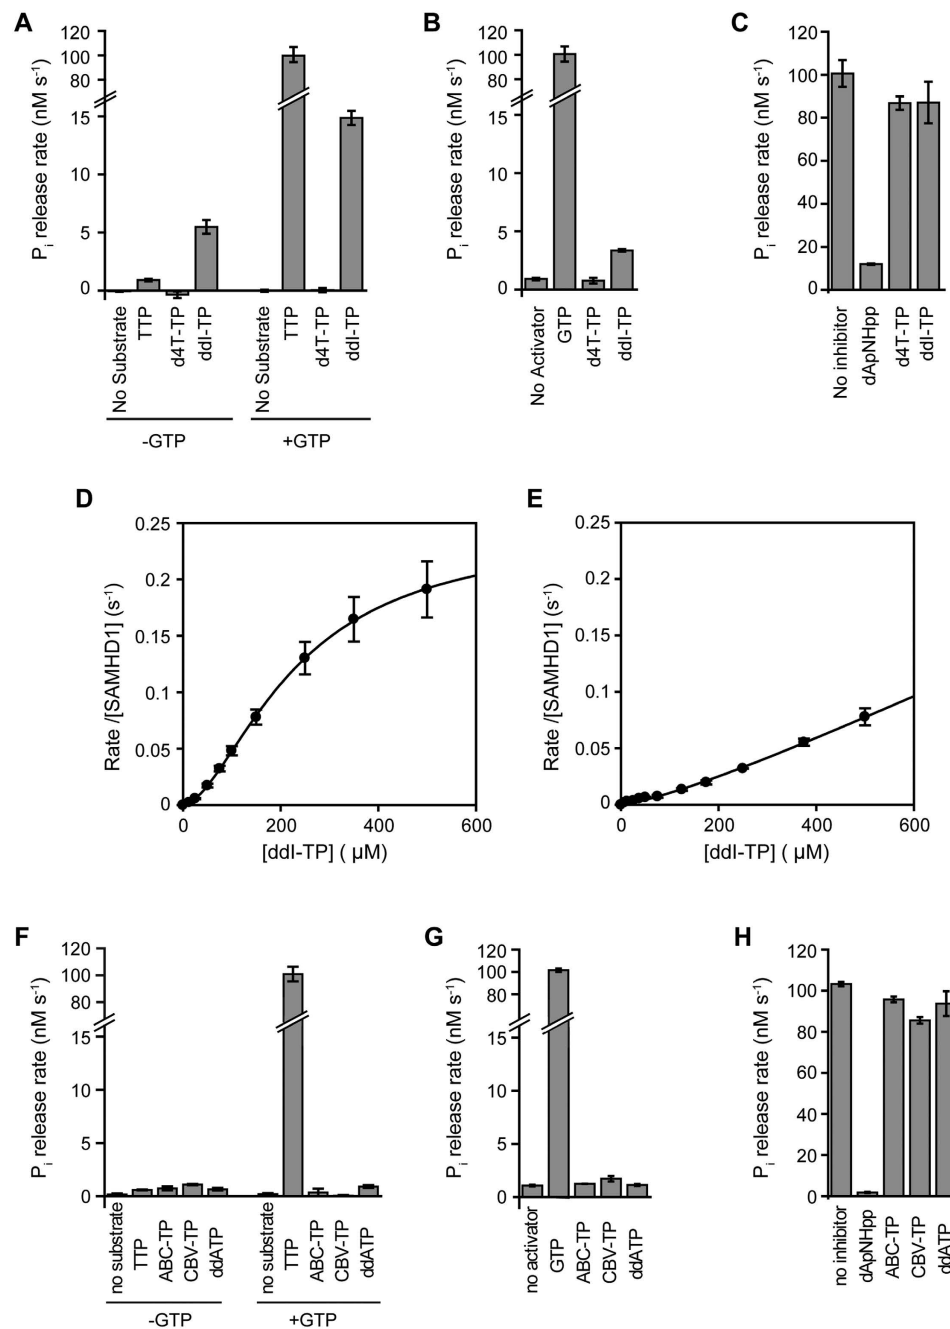 A
B
C
P_i release rate (nM s⁻¹)
120
100
80
15
10
5
0
No Substrate
TTP
d4T-TP
ddI-TP
No Substrate
TTP
d4T-TP
ddI-TP
-GTP
+GTP
P_i release rate (nM s⁻¹)
120
100
80
15
10
5
0
No Activator
GTP
d4T-TP
ddI-TP
P_i release rate (nM s⁻¹)
120
100
80
60
40
20
0
No inhibitor
dApNHpp
d4T-TP
ddI-TP
D
E
Rate /[SAMHD1] (s⁻¹)
0.25
0.2
0.15
0.1
0.05
0
0
200
400
600
[ddI-TP] ( µM)
Rate /[SAMHD1] (s⁻¹)
0.25
0.2
0.15
0.1
0.05
0
0
200
400
600
[ddI-TP] ( µM)
F
G
H
P_i release rate (nM s⁻¹)
120
100
80
15
10
5
0
no substrate
TTP
ABC-TP
CBV-TP
ddATP
no substrate
TTP
ABC-TP
CBV-TP
ddATP
-GTP
+GTP
P_i release rate (nM s⁻¹)
120
100
80
15
10
5
0
no activator
GTP
ABC-TP
CBV-TP
ddATP
P_i release rate (nM s⁻¹)
120
100
80
60
40
20
0
no inhibitor
dApNHpp
ABC-TP
CBV-TP